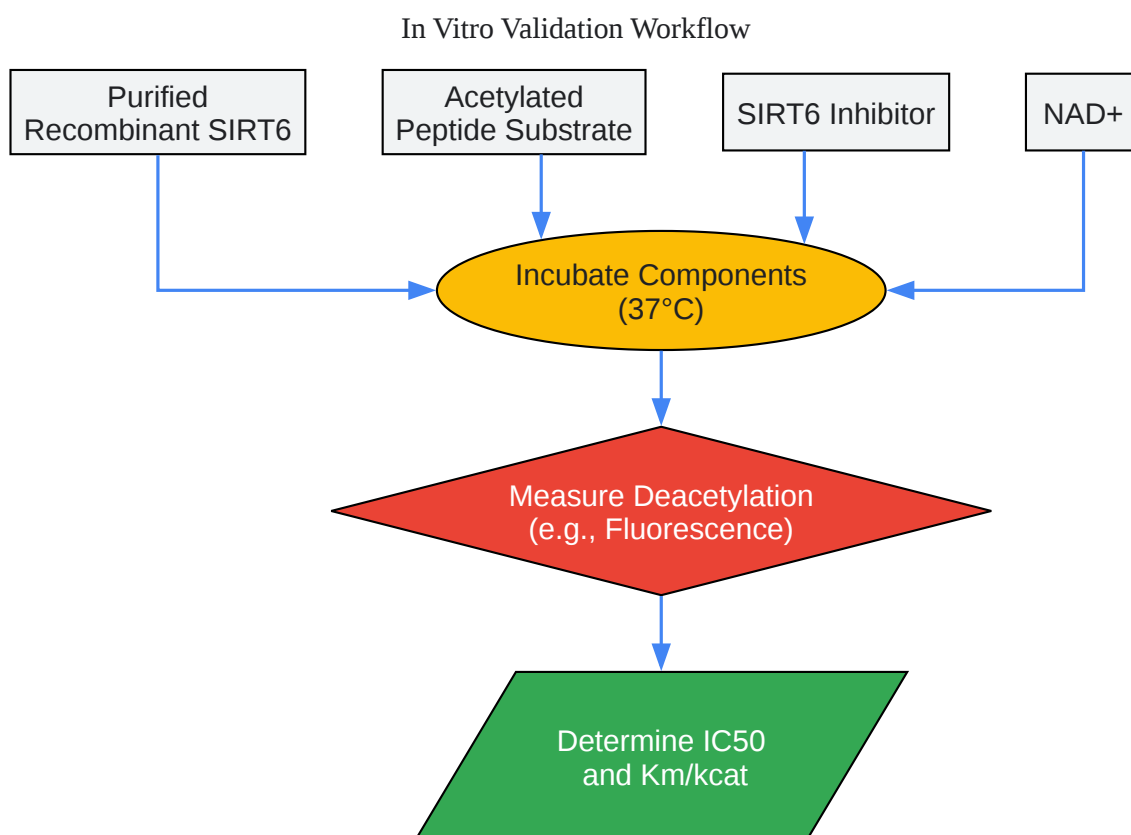 In Vitro Validation Workflow
Purified
Recombinant SIRT6
Acetylated
Peptide Substrate
SIRT6 Inhibitor
NAD+
Incubate Components
(37°C)
Measure Deacetylation
(e.g., Fluorescence)
Determine IC50
and Km/kcat